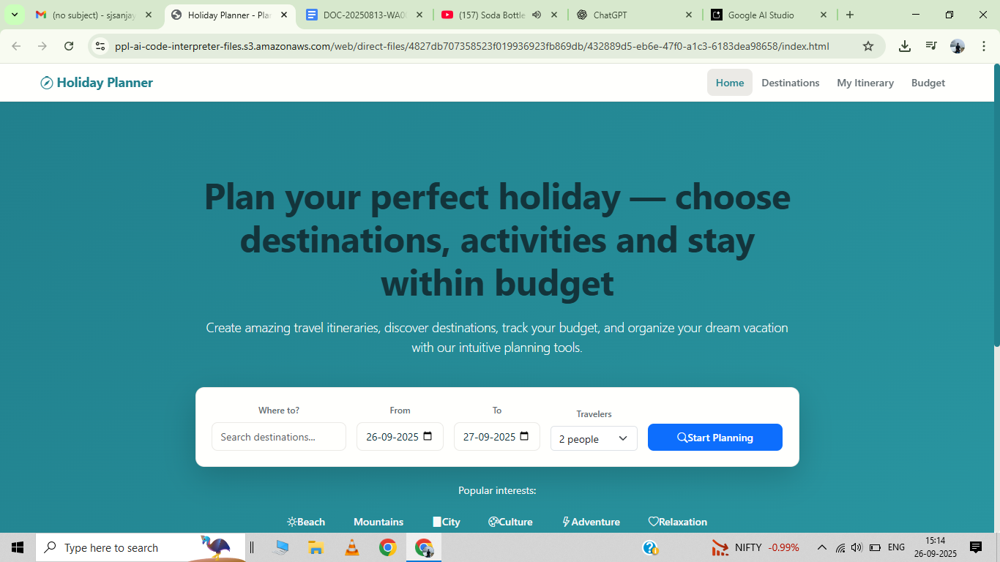 (no subject) - sjsanjay
Holiday Planner - Plan
DOC-20250813-WA00
(157) Soda Bottle
ChatGPT
Google AI Studio
ppl-ai-code-interpreter-files.s3.amazonaws.com/web/direct-files/4827db707358523f019936923fb869db/432889d5-eb6e-47f0-a1c3-6183dea98658/index.html
Holiday Planner
Home
Destinations
My Itinerary
Budget
Plan your perfect holiday — choose
destinations, activities and stay
within budget
Create amazing travel itineraries, discover destinations, track your budget, and organize your dream vacation
with our intuitive planning tools.
Where to?
From
To
Travelers
Search destinations...
26-09-2025
27-09-2025
2 people
Start Planning
Popular interests:
Beach
Mountains
City
Culture
Adventure
Relaxation
Type here to search
NIFTY -0.99%
ENG
15:14
26-09-2025